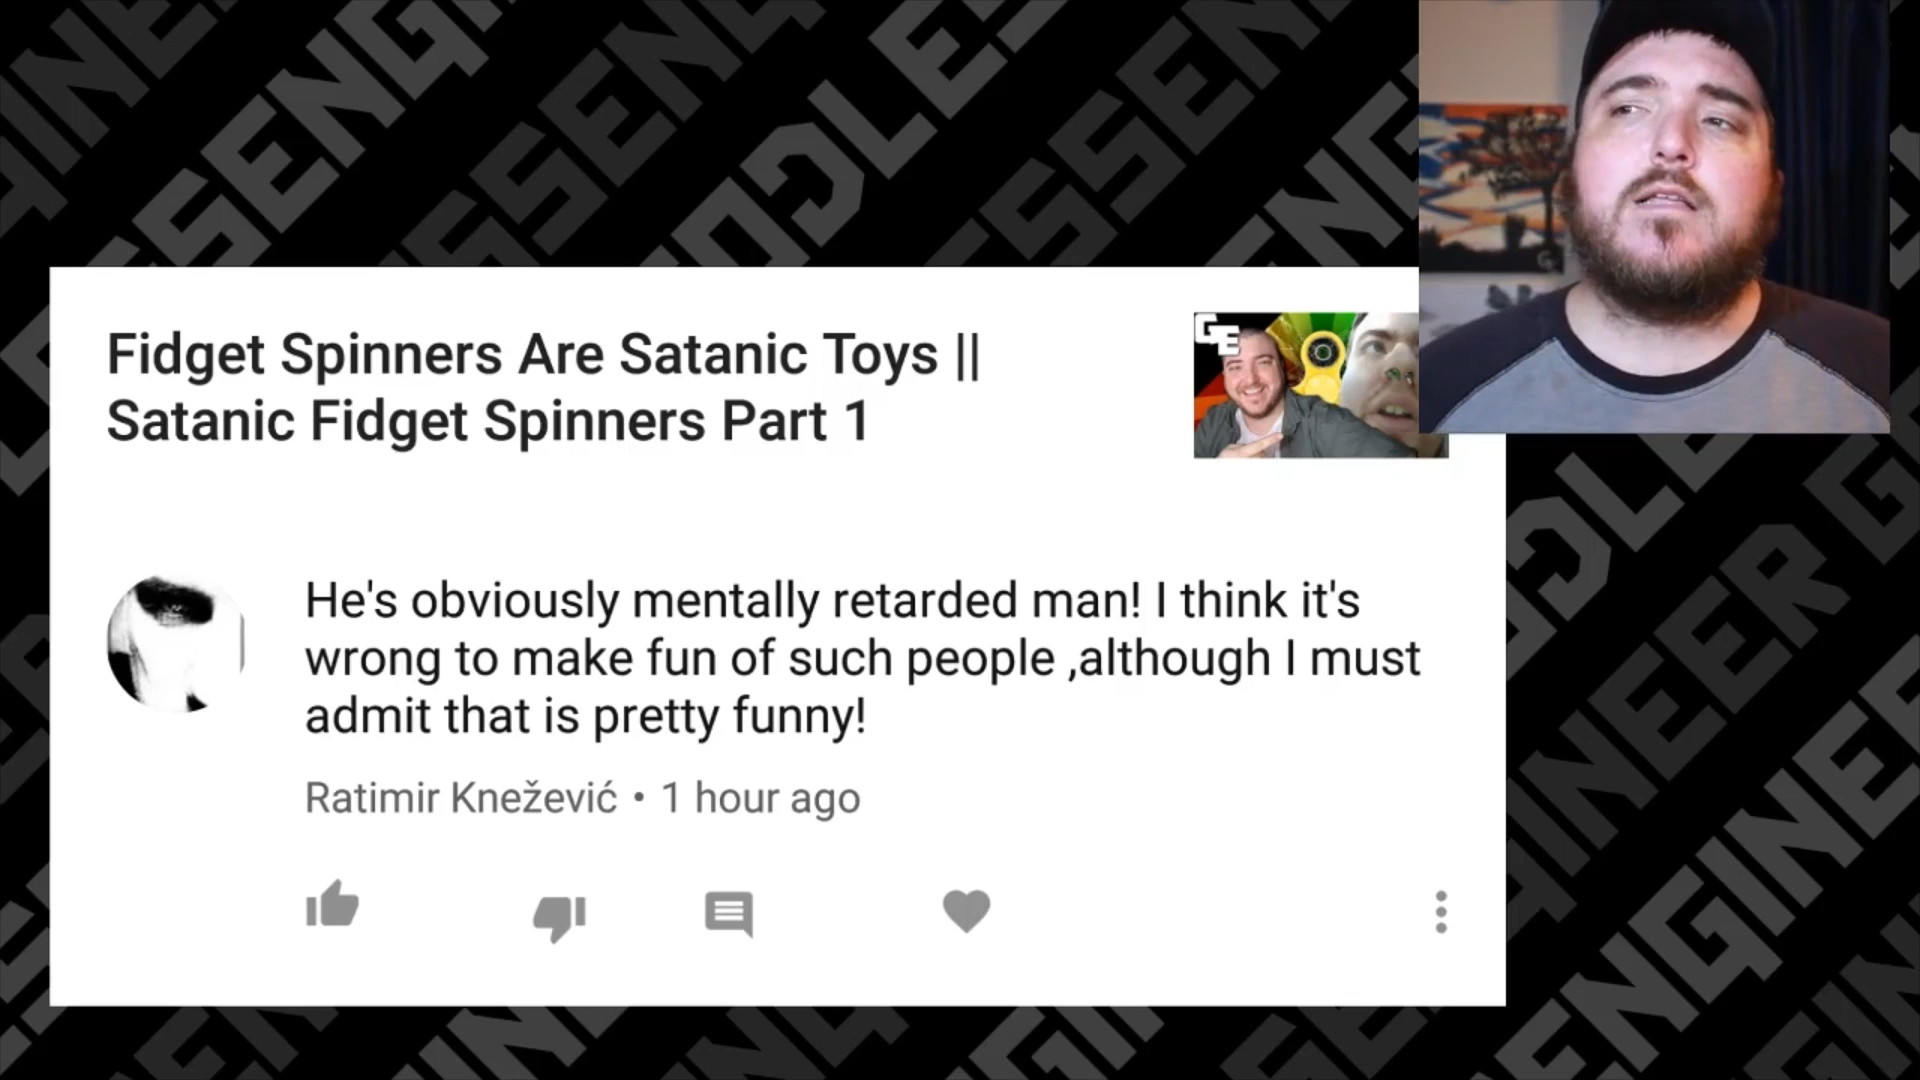 Fidget Spinners Are Satanic Toys ||
Satanic Fidget Spinners Part 1
GE
He's obviously mentally retarded man! I think it's
wrong to make fun of such people ,although I must
admit that is pretty funny!
Ratimir Knežević • 1 hour ago